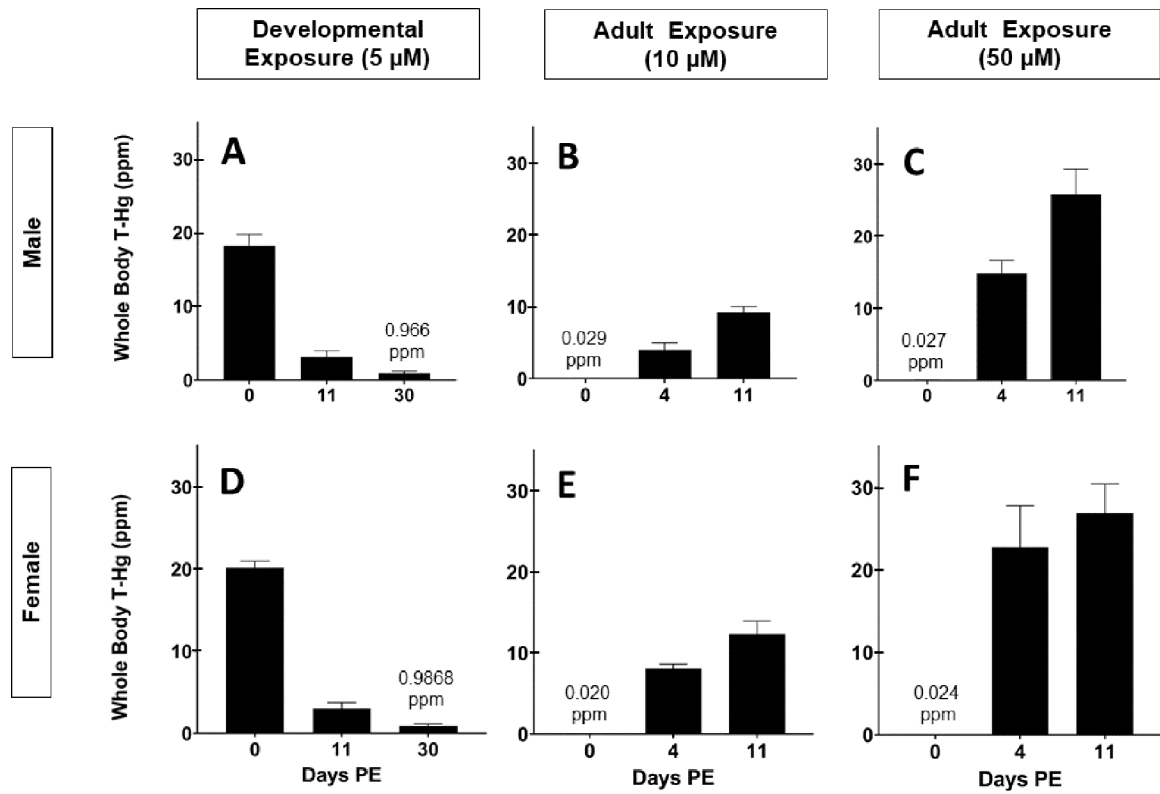 Developmental
Exposure (5 µM)
Adult Exposure
(10 µM)
Adult Exposure
(50 µM)
Male
Whole Body T-Hg (ppm)
A
30
20
10
0
0.966
ppm
0 11 30
B
30
20
10
0
0.029
ppm
0 4 11
C
30
20
10
0
0.027
ppm
0 4 11
Female
Whole Body T-Hg (ppm)
D
30
20
10
0
0.9868
ppm
0 11 30
Days PE
E
30
20
10
0
0.020
ppm
0 4 11
Days PE
F
30
20
10
0
0.024
ppm
0 4 11
Days PE